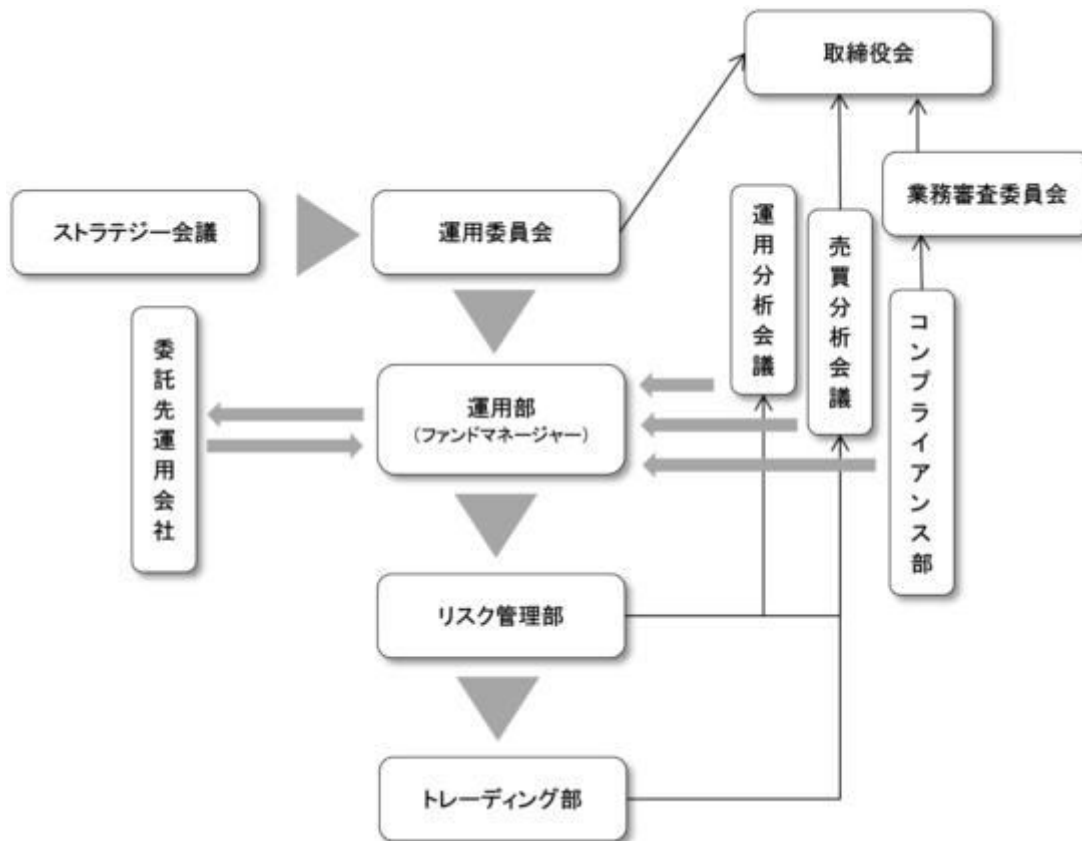 取締役会
業務審査委員会
ストラテジー会議
運用委員会
運用分析会議
売買分析会議
コンプライアンス部
委託先運用会社
運用部
（ファンドマネージャー）
リスク管理部
トレーディング部